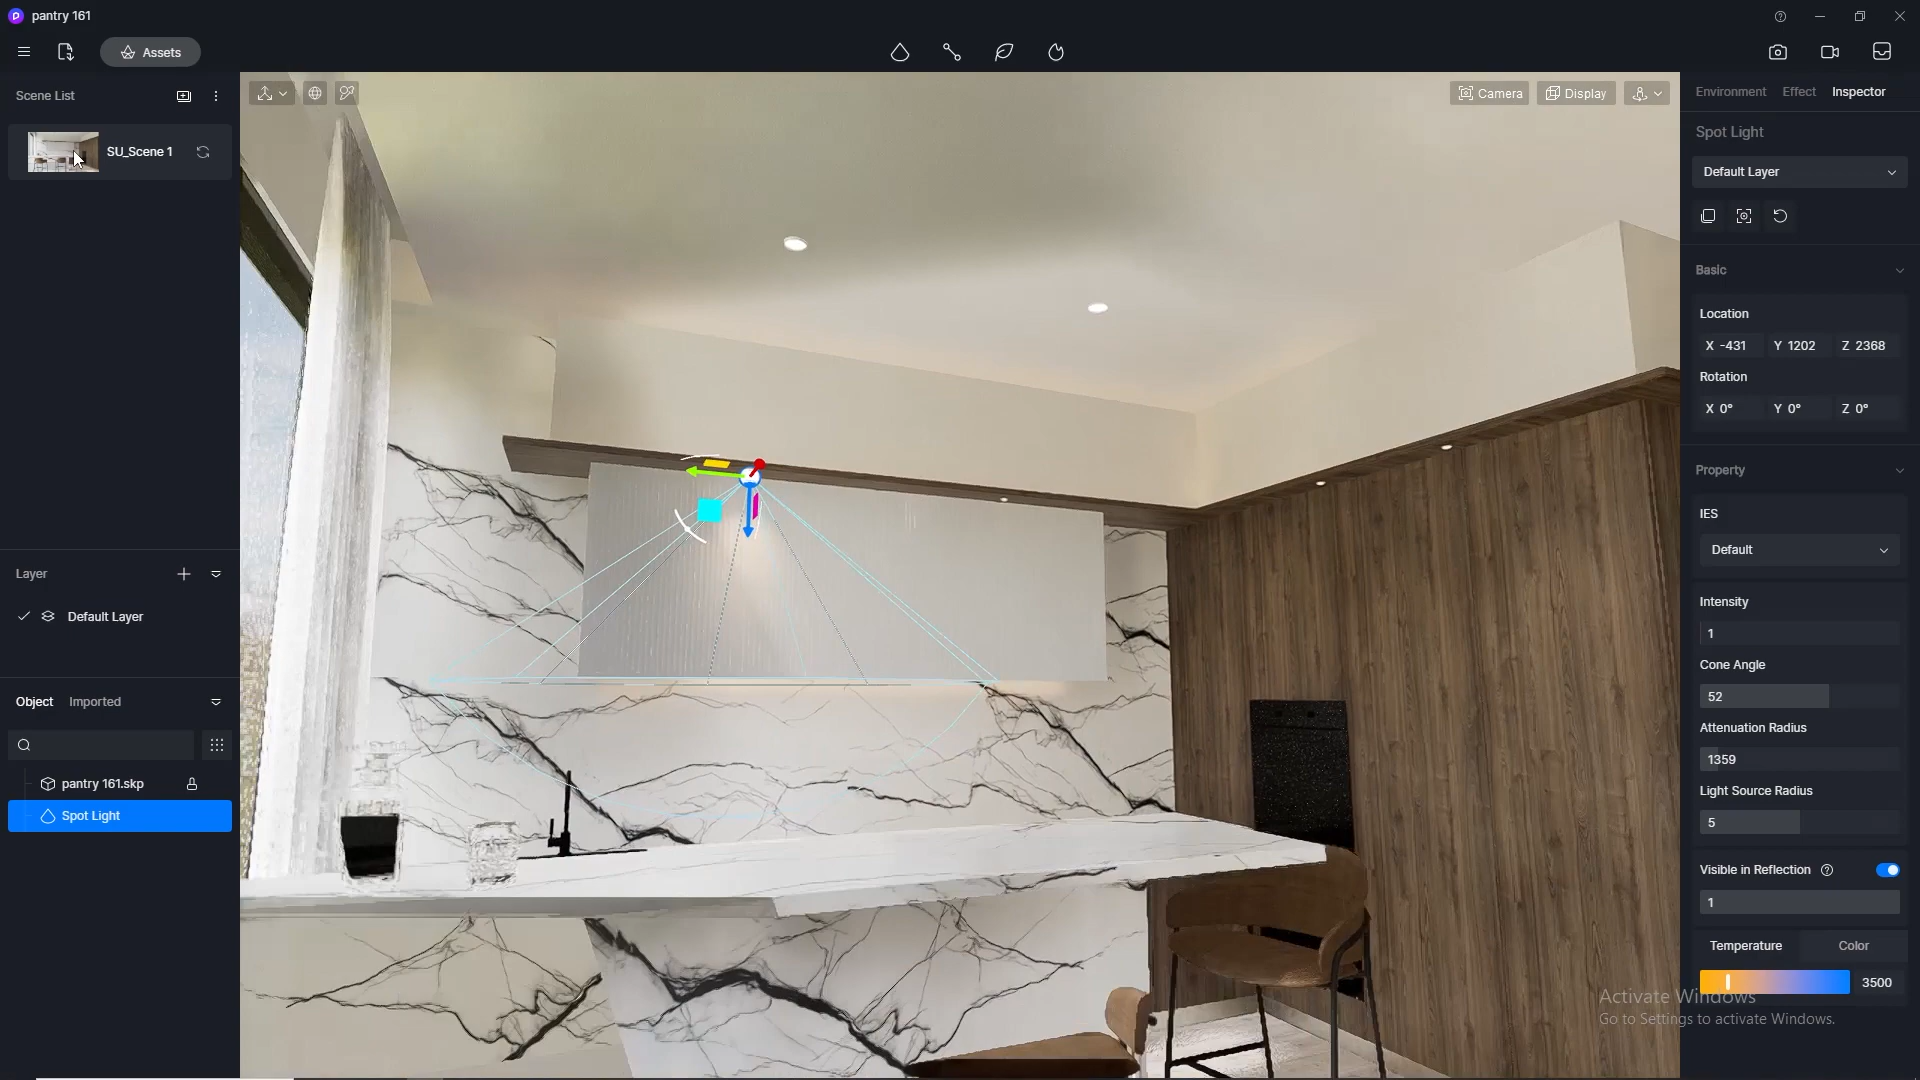 pantry 161
Assets
Scene List
SU_Scene 1
Camera
Display
Environment Effect Inspector
Spot Light
Default Layer
Basic
Location
X -431 Y 1202 Z 2368
Rotation
X 0° Y 0° Z 0°
Property
IES
Default
Intensity
1
Cone Angle
52
Attenuation Radius
1359
Light Source Radius
5
Visible in Reflection
1
Temperature Color
3500
Activate Windows
Go to Settings to activate Windows.
Layer
Default Layer
Object Imported
pantry 161.skp
Spot Light